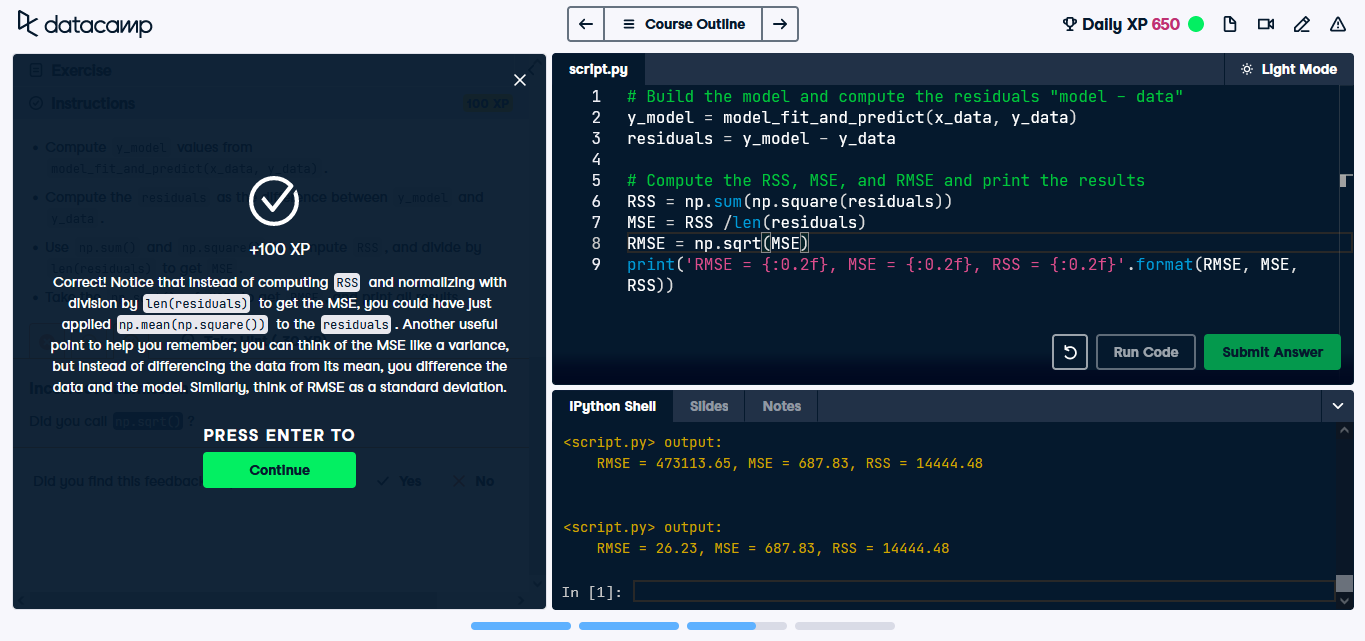 datacamp
Course Outline
Daily XP 650
Exercise
Instructions
100 XP
Compute y_model values from
model_fit_and_predict(x_data, y_data) .
Compute the residuals as the difference between y_model and
y_data .
Use np.sum() and np.square() compute RSS , and divide by
len(residuals) to get MSE .
+100 XP
Correct! Notice that instead of computing RSS and normalizing with
division by len(residuals) to get the MSE, you could have just
applied np.mean(np.square()) to the residuals . Another useful
point to help you remember; you can think of the MSE like a variance,
but instead of differencing the data from its mean, you difference the
data and the model. Similarly, think of RMSE as a standard deviation.
Did you call np.sqrt() ?
PRESS ENTER TO
Continue
Did you find this feedback
Yes
No
script.py
Light Mode
1 # Build the model and compute the residuals "model - data"
2 y_model = model_fit_and_predict(x_data, y_data)
3 residuals = y_model - y_data
4
5 # Compute the RSS, MSE, and RMSE and print the results
6 RSS = np.sum(np.square(residuals))
7 MSE = RSS /len(residuals)
8 RMSE = np.sqrt(MSE)
9 print('RMSE = {:0.2f}, MSE = {:0.2f}, RSS = {:0.2f}'.format(RMSE, MSE,
RSS))
Run Code
Submit Answer
IPython Shell
Slides
Notes
<script.py> output:
RMSE = 473113.65, MSE = 687.83, RSS = 14444.48
<script.py> output:
RMSE = 26.23, MSE = 687.83, RSS = 14444.48
In [1]: